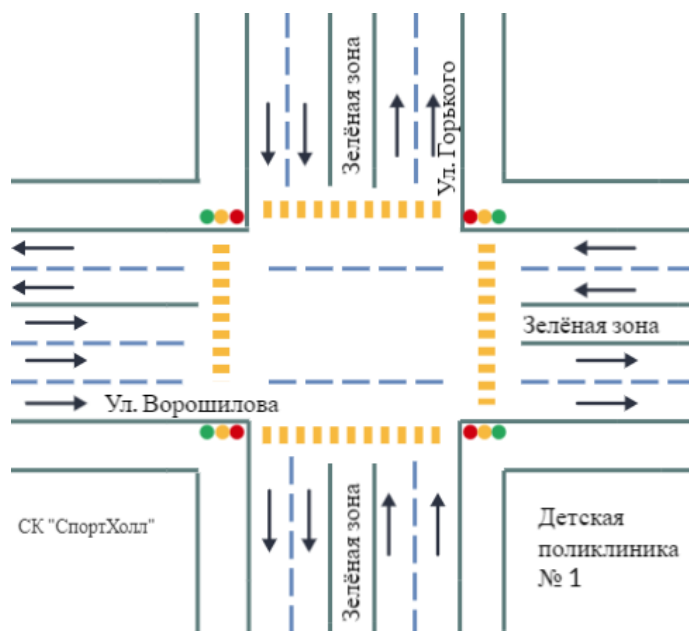 Зелёная зона
Ул. Горького
Зелёная зона
Ул. Ворошилова
СК "СпортХолл"
Зелёная зона
Детская
поликлиника
№ 1